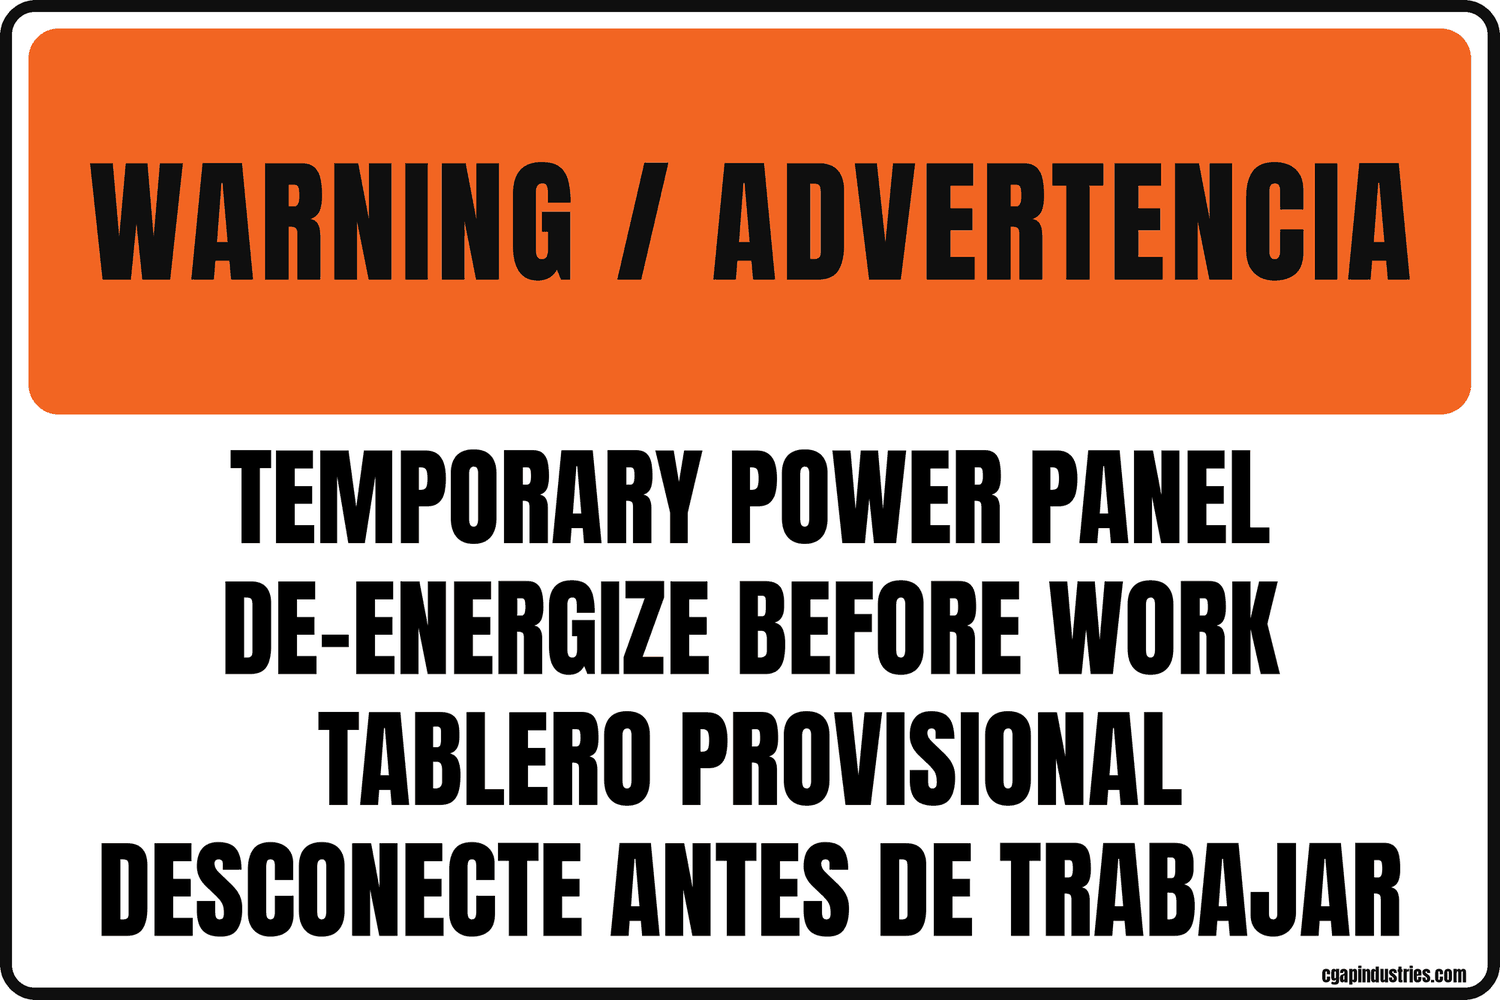 WARNING / ADVERTENCIA
TEMPORARY POWER PANEL
DE-ENERGIZE BEFORE WORK
TABLERO PROVISIONAL
DESCONECTE ANTES DE TRABAJAR
cgapindustries.com